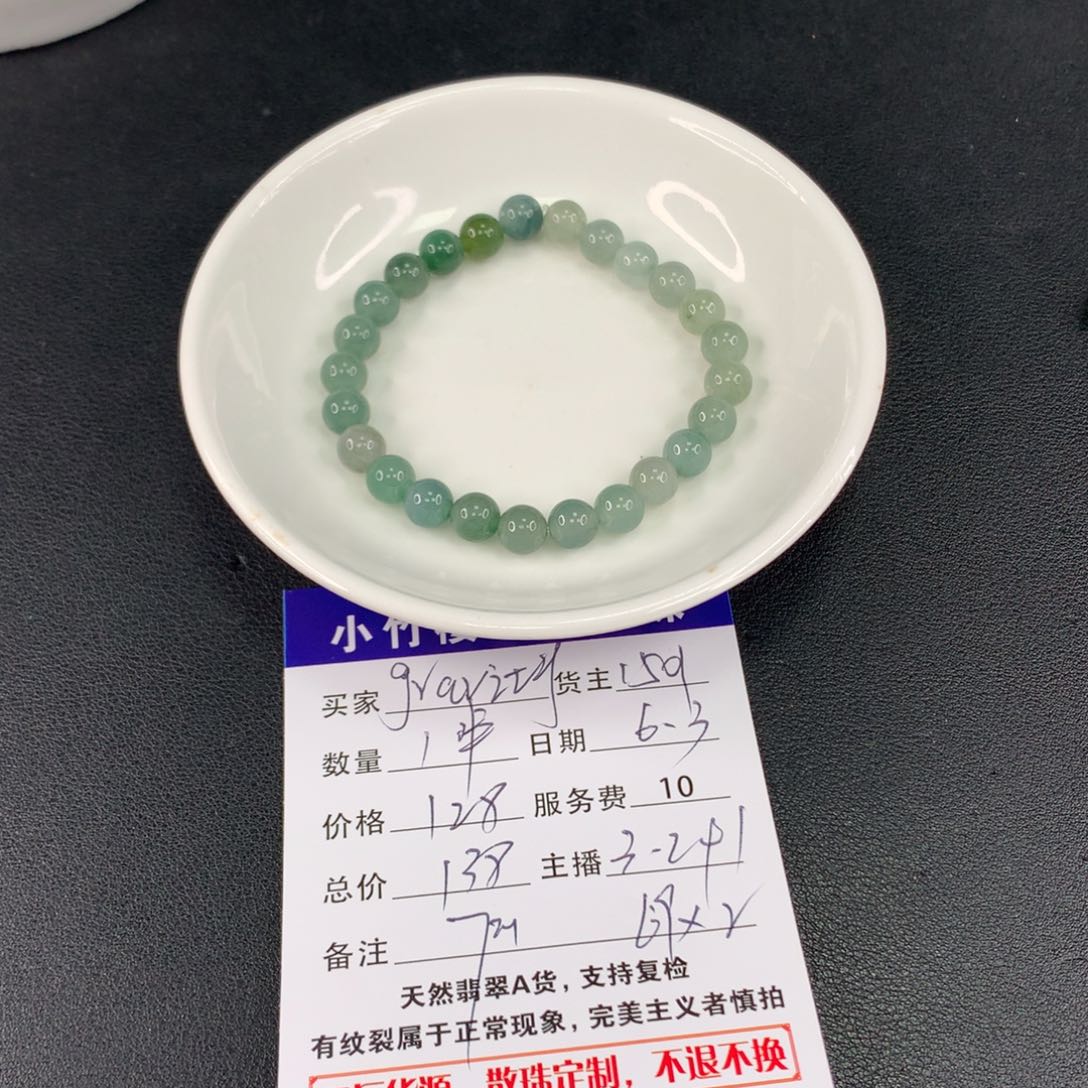 小竹楼
买家 gravity 货主 159
数量 1串 日期 6-3
价格 128 服务费 10
总价 138 主播 3-241
备注 7m
天然翡翠A货，支持复检
有纹裂属于正常现象，完美主义者慎拍
货源 散珠定制，不退不换